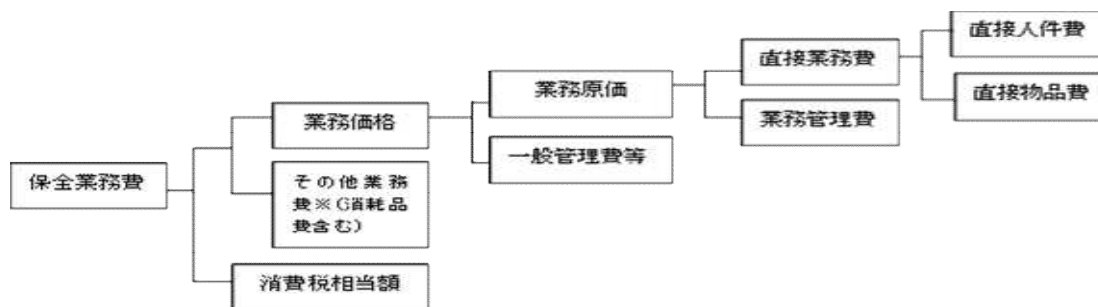 保全業務費
業務価格
その他業務
費※(消耗品
費含む)
消費税相当額
業務原価
一般管理費等
直接業務費
業務管理費
直接人件費
直接物品費